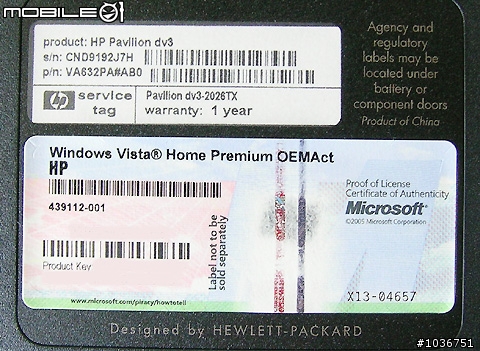 MOBILE01
product: HP Pavilion dv3
s/n: CND9192J7H
p/n: VA632PA#AB0
hp service tag
Pavilion dv3-2026TX
warranty: 1 year
Agency and
regulatory
labels may be
located under
battery or
component doors
Product of China
Windows Vista® Home Premium OEMAct
HP
439112-001
Product Key
www.microsoft.com/piracy/howtotell
Label not to be
sold separately
Proof of License
Certificate of Authenticity
Microsoft®
©2005 Microsoft Corporation
X13-04657
Designed by HEWLETT-PACKARD
#1036751